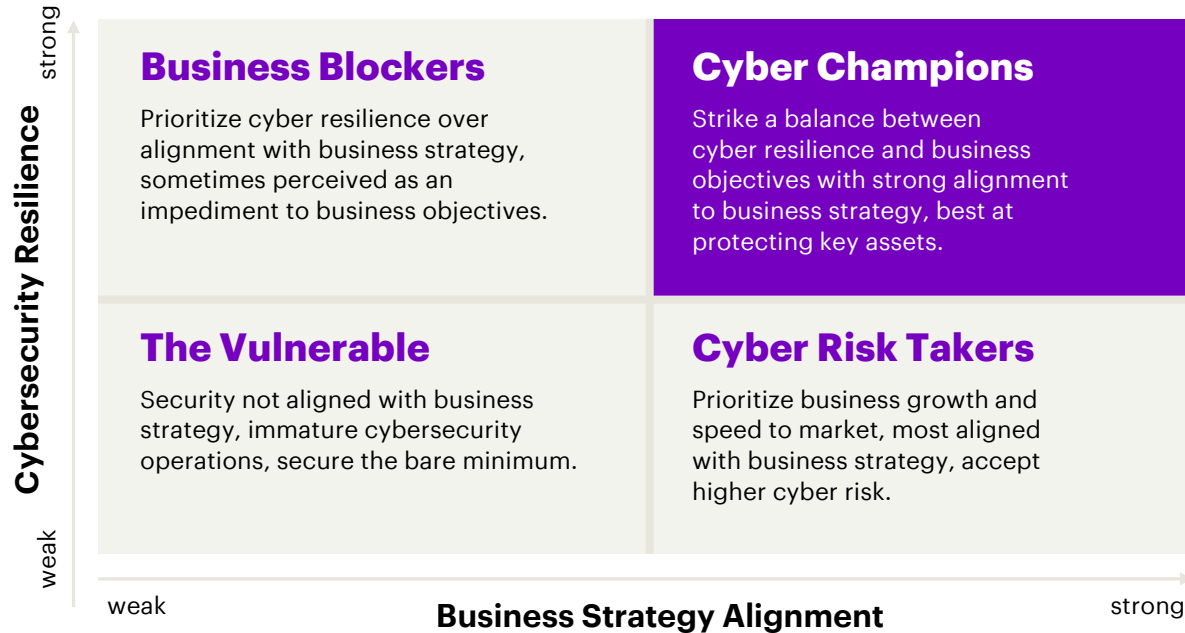 strong
Cybersecurity Resilience
weak
Business Blockers
Prioritize cyber resilience over
alignment with business strategy,
sometimes perceived as an
impediment to business objectives.
Cyber Champions
Strike a balance between
cyber resilience and business
objectives with strong alignment
to business strategy, best at
protecting key assets.
The Vulnerable
Security not aligned with business
strategy, immature cybersecurity
operations, secure the bare minimum.
Cyber Risk Takers
Prioritize business growth and
speed to market, most aligned
with business strategy, accept
higher cyber risk.
weak
Business Strategy Alignment
strong